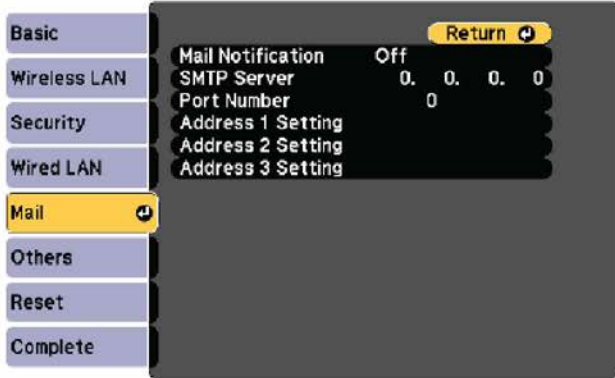 Basic
Wireless LAN
Security
Wired LAN
Mail
Others
Reset
Complete
Return
Mail Notification Off
SMTP Server 0. 0. 0. 0
Port Number 0
Address 1 Setting
Address 2 Setting
Address 3 Setting